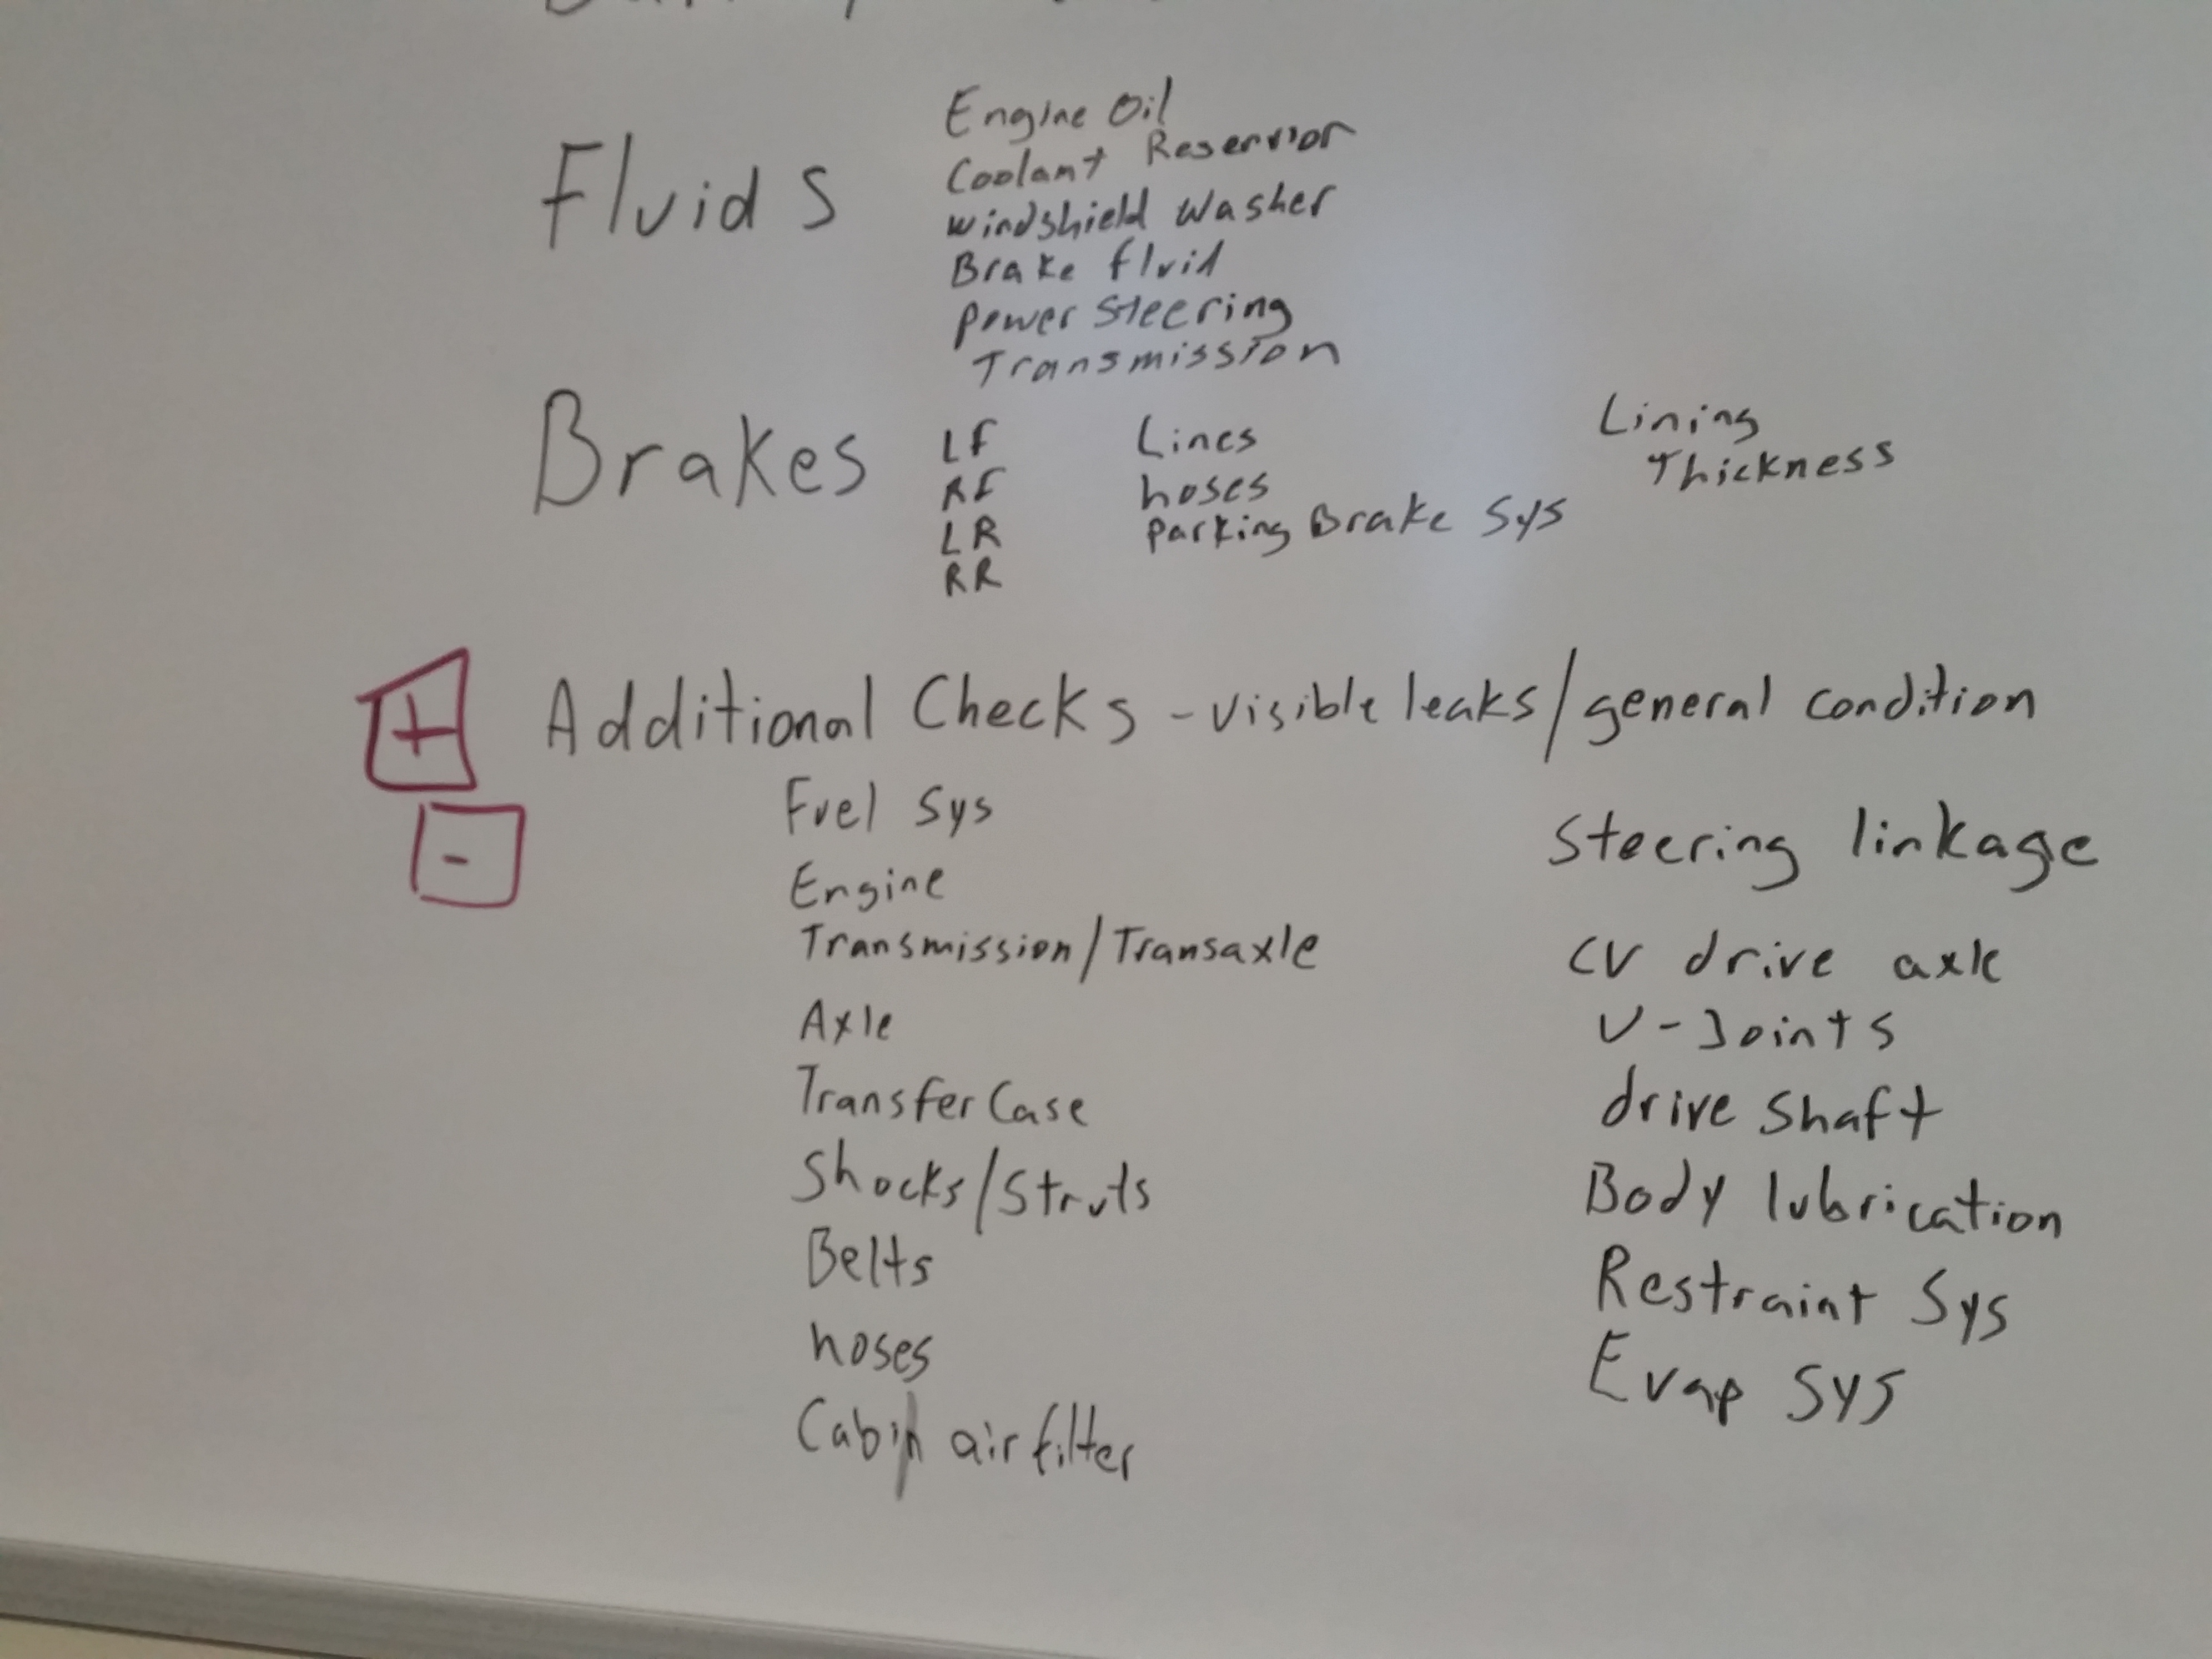 Fluids
Engine Oil
Coolant Reservior
Windshield Washer
Brake fluid
Power Steering
Transmission
Brakes
LF
RF
LR
RR
Lines
hoses
Parking Brake Sys
Lining
Thickness
+
-
Additional Checks - visible leaks/general condition
Fuel Sys
Engine
Transmission/Transaxle
Axle
Transfer Case
Shocks/Struts
Belts
hoses
Cabin air filter
Steering linkage
CV drive axle
U-Joints
drive shaft
Body lubrication
Restraint Sys
Evap Sys